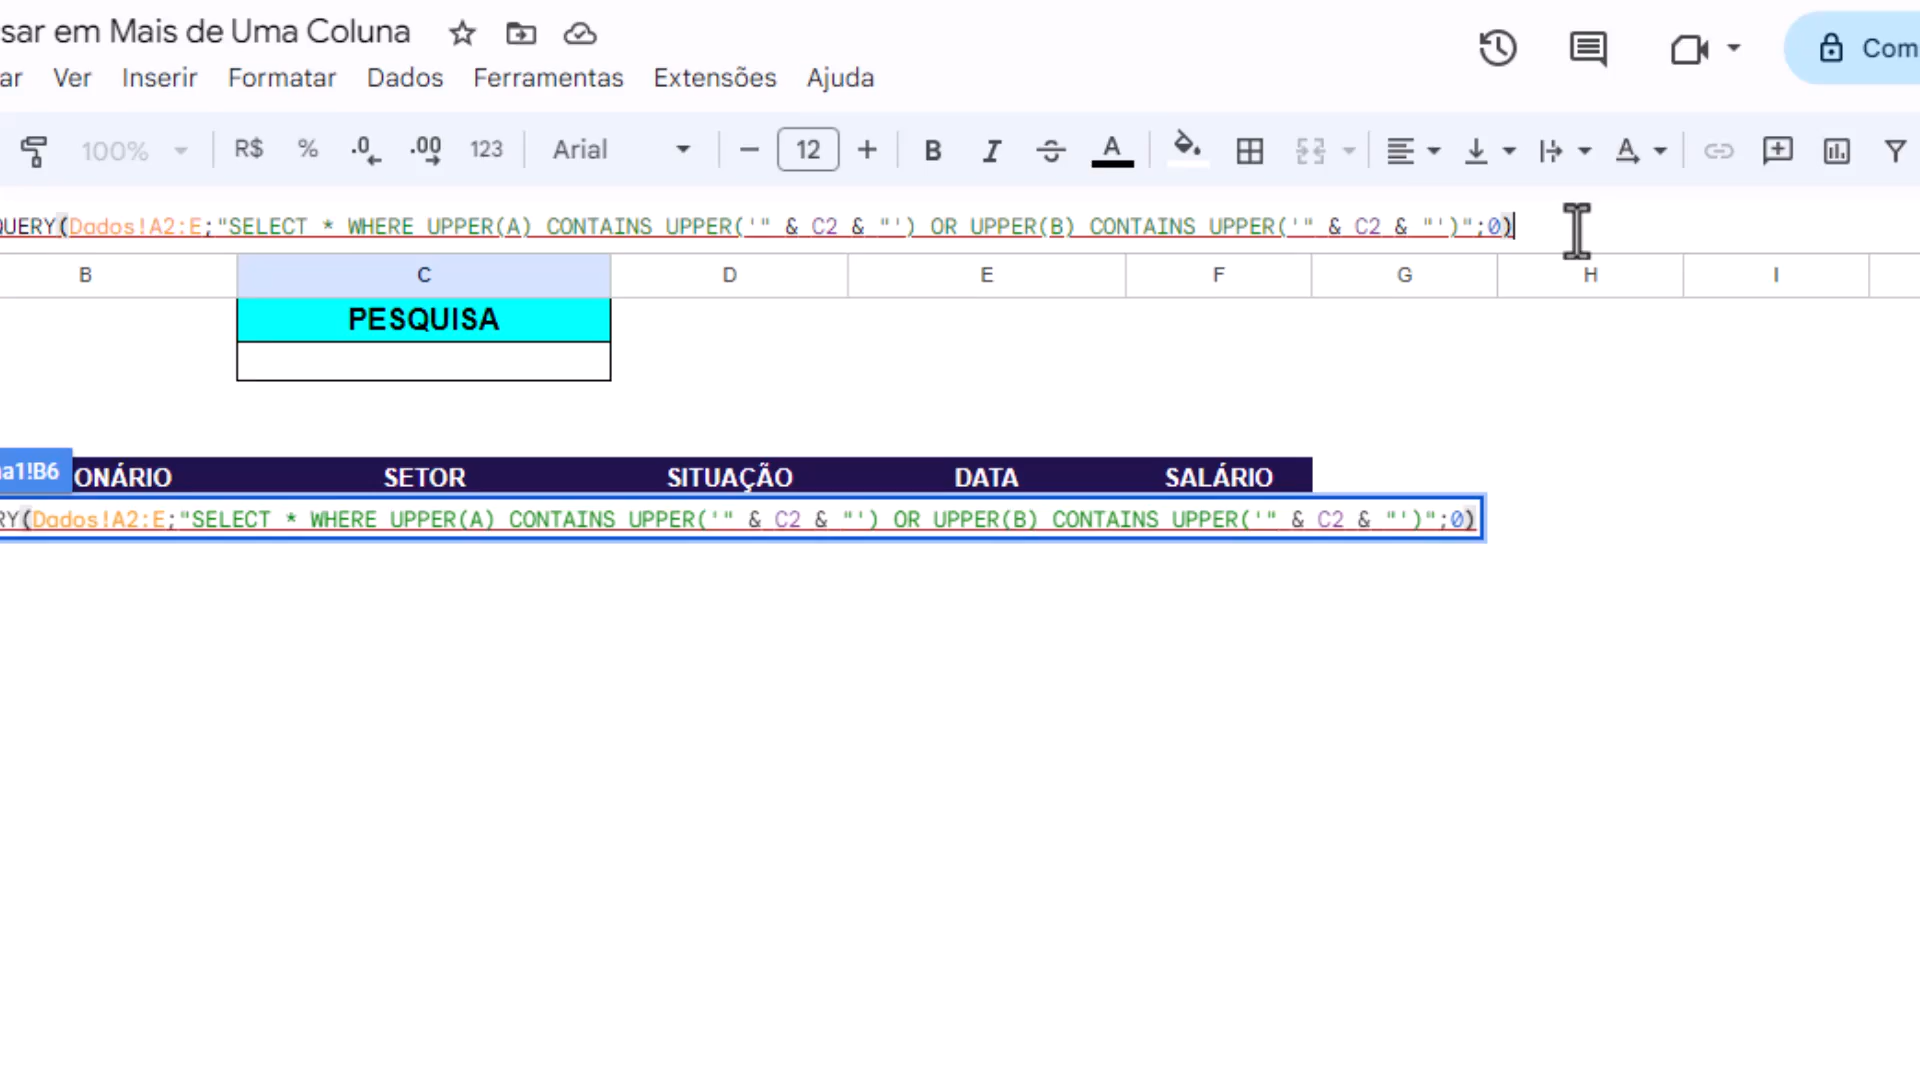 sar em Mais de Uma Coluna
ar Ver Inserir Formatar Dados Ferramentas Extensões Ajuda
Com
100% R$ % .0 .00 123 Arial 12 B I A A
QUERY(Dados!A2:E;"SELECT * WHERE UPPER(A) CONTAINS UPPER('" & C2 & "') OR UPPER(B) CONTAINS UPPER('" & C2 & "')";0)
B C D E F G H I
PESQUISA
a1!B6 ONÁRIO SETOR SITUAÇÃO DATA SALÁRIO
RY(Dados!A2:E;"SELECT * WHERE UPPER(A) CONTAINS UPPER('" & C2 & "') OR UPPER(B) CONTAINS UPPER('" & C2 & "')";0)